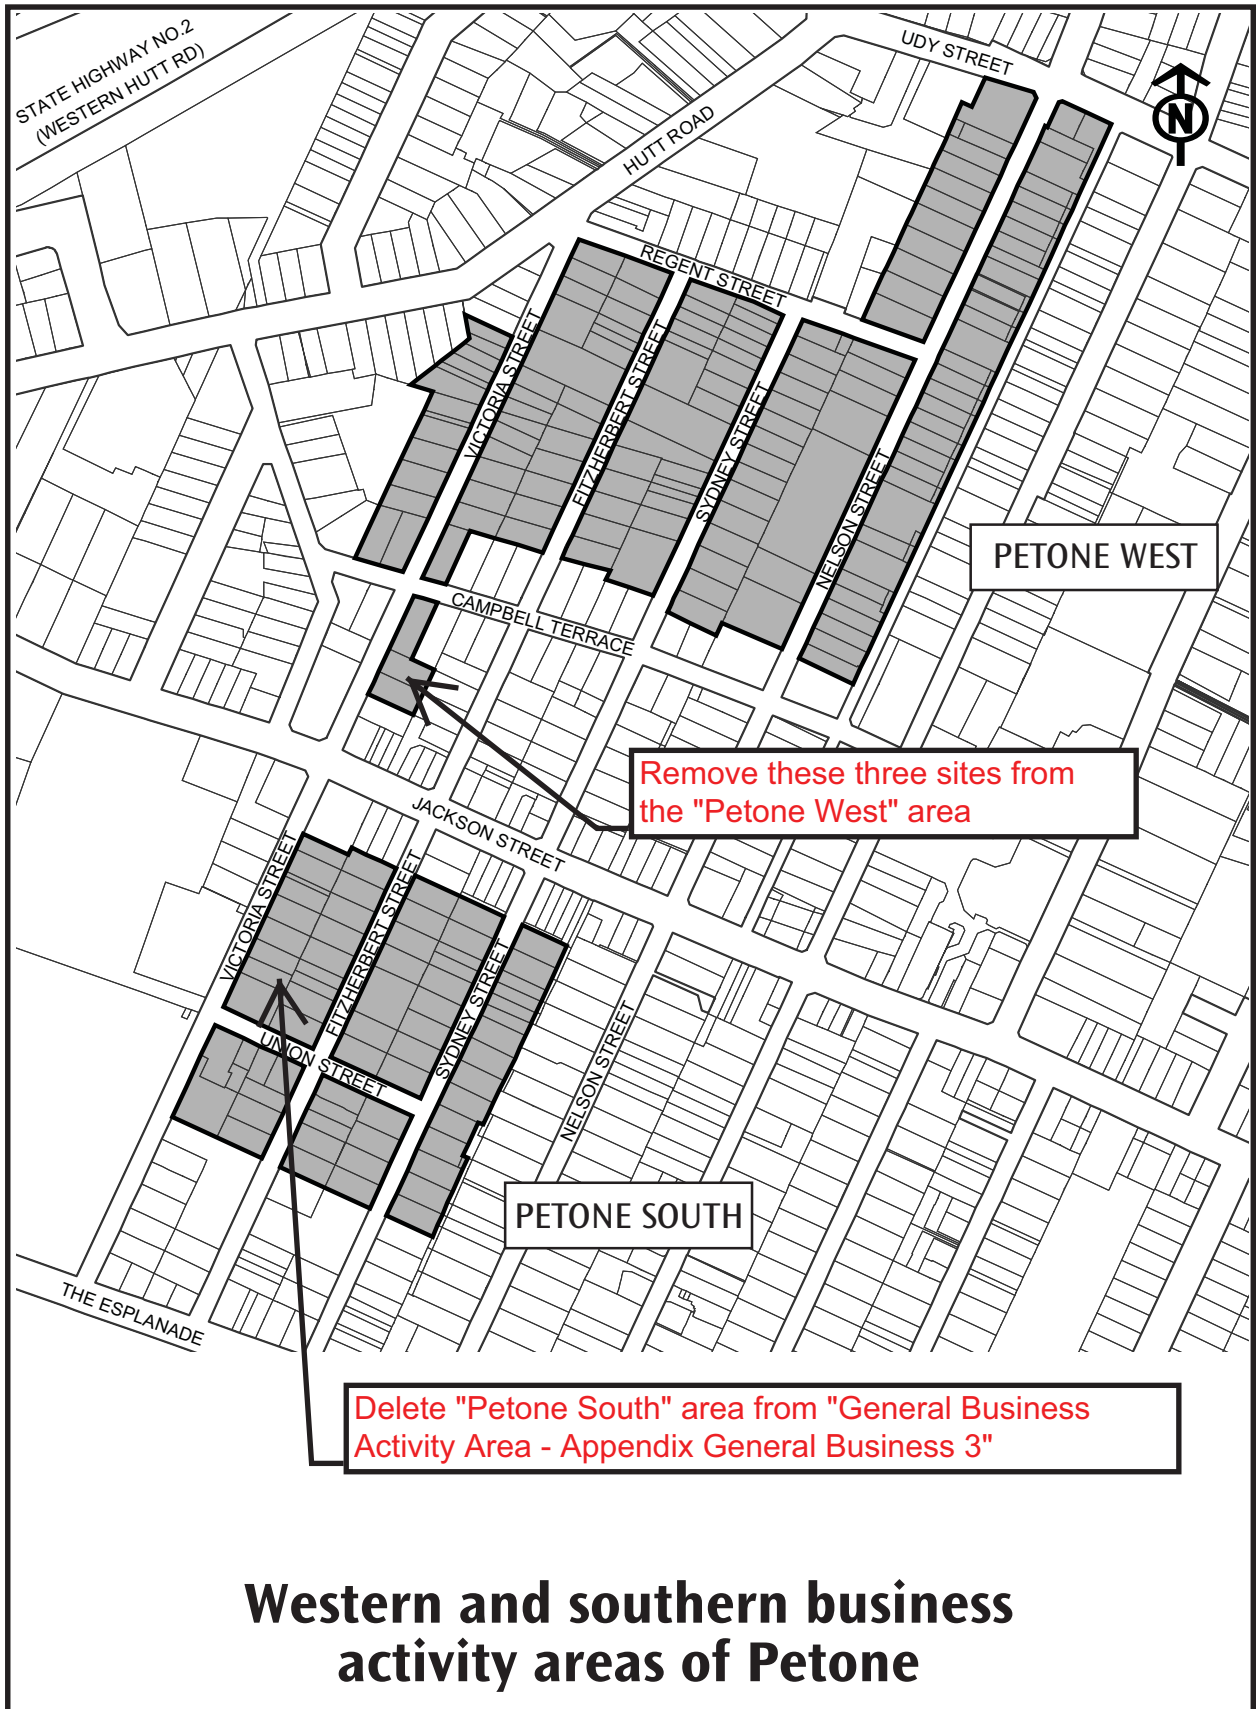 STATE HIGHWAY NO.2
(WESTERN HUTT RD)
UDY STREET
N
HUTT ROAD
REGENT STREET
VICTORIA STREET
FITZHERBERT STREET
SYDNEY STREET
NELSON STREET
PETONE WEST
CAMPBELL TERRACE
Remove these three sites from
the "Petone West" area
JACKSON STREET
VICTORIA STREET
FITZHERBERT STREET
SYDNEY STREET
NELSON STREET
UNION STREET
PETONE SOUTH
THE ESPLANADE
Delete "Petone South" area from "General Business
Activity Area - Appendix General Business 3"
Western and southern business
activity areas of Petone